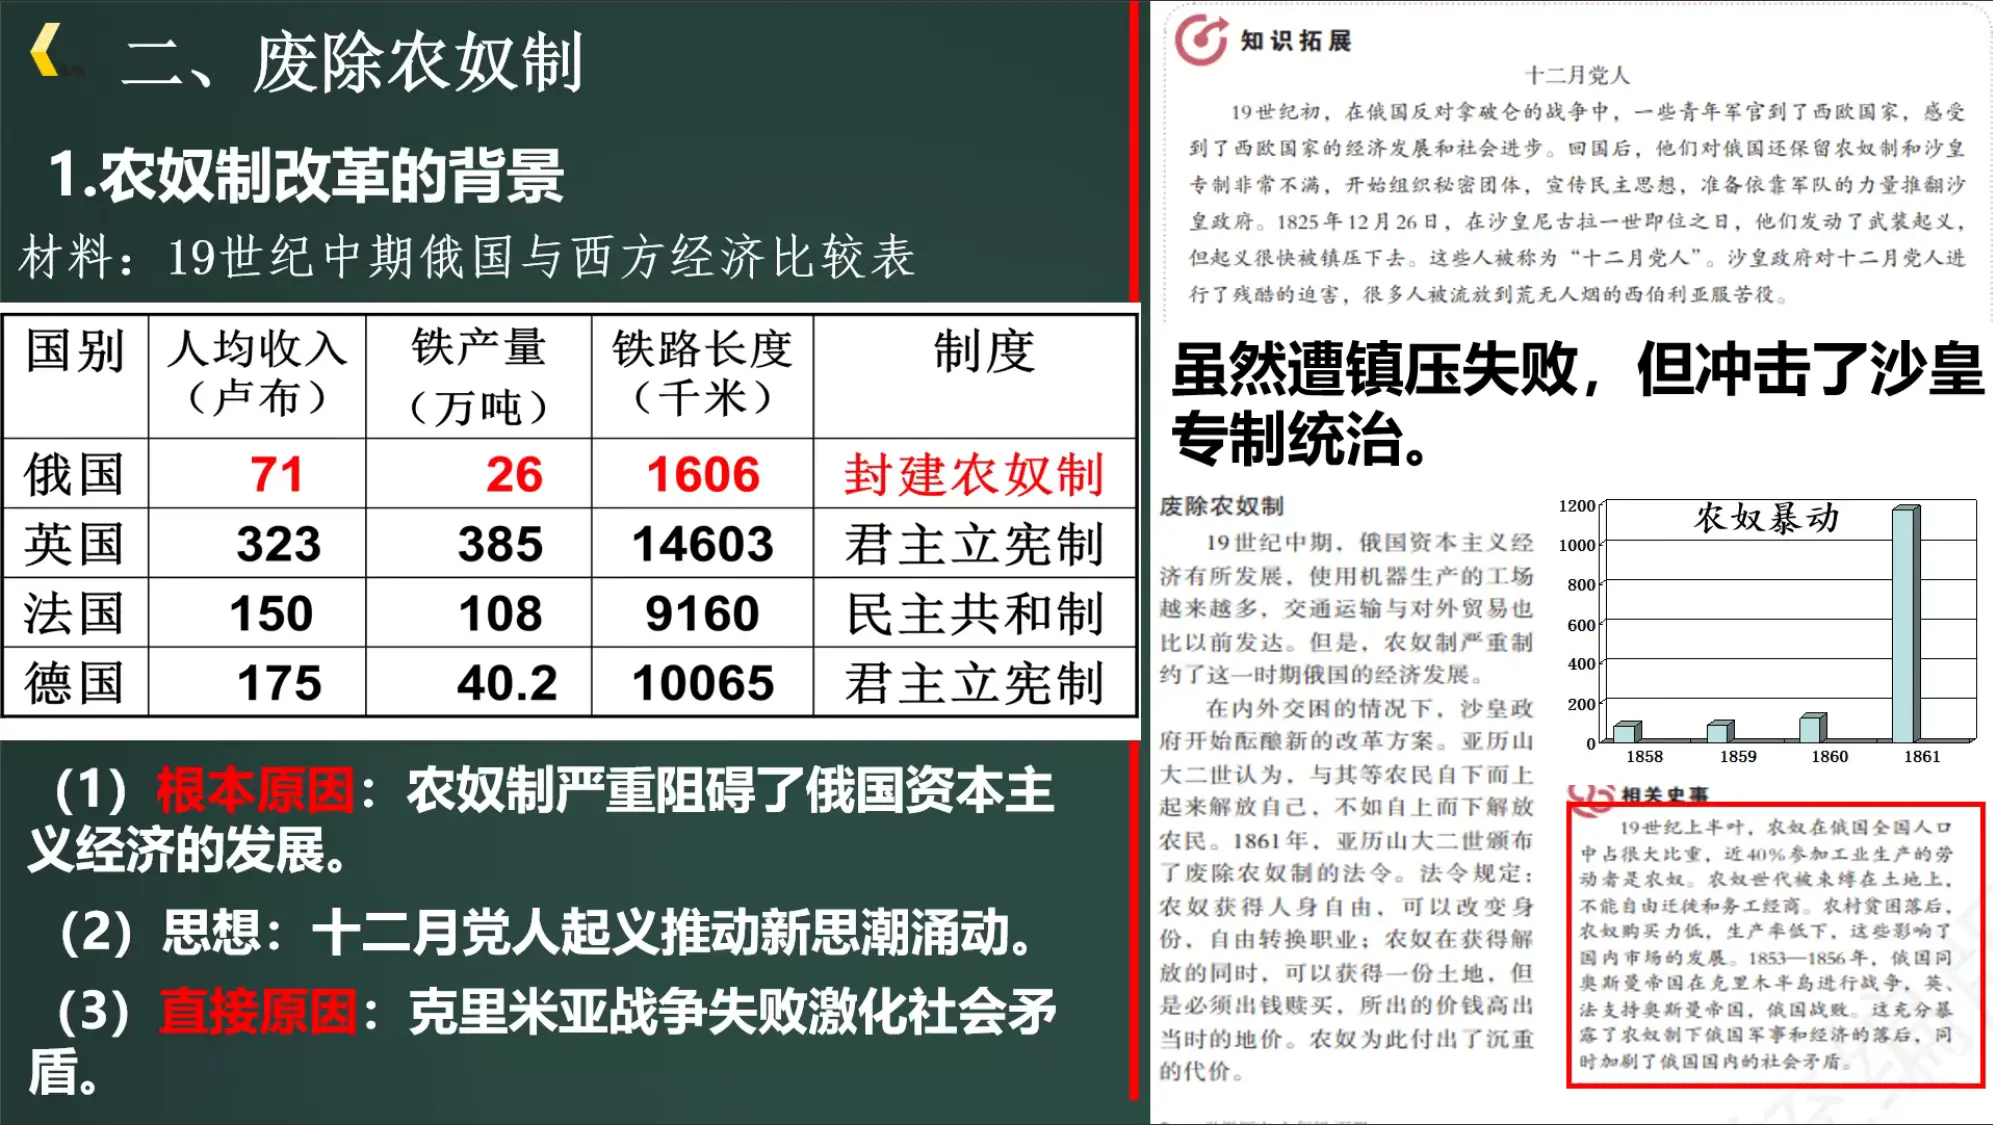 二、废除农奴制
1.农奴制改革的背景
材料：19世纪中期俄国与西方经济比较表
国别 人均收入（卢布） 铁产量（万吨） 铁路长度（千米） 制度
俄国 71 26 1606 封建农奴制
英国 323 385 14603 君主立宪制
法国 150 108 9160 民主共和制
德国 175 40.2 10065 君主立宪制
（1）根本原因：农奴制严重阻碍了俄国资本主
义经济的发展。
（2）思想：十二月党人起义推动新思潮涌动。
（3）直接原因：克里米亚战争失败激化社会矛
盾。
知识拓展
十二月党人
19世纪初，在俄国反对拿破仑的战争中，一些青年军官到了西欧国家，感受
到了西欧国家的经济发展和社会进步。回国后，他们对俄国还保留农奴制和沙皇
专制非常不满，开始组织秘密团体，宣传民主思想，准备依靠军队的力量推翻沙
皇政府。1825年12月26日，在沙皇尼古拉一世即位之日，他们发动了武装起义，
但起义很快被镇压下去。这些人被称为“十二月党人”。沙皇政府对十二月党人进
行了残酷的迫害，很多人被流放到荒无人烟的西伯利亚服苦役。
虽然遭镇压失败，但冲击了沙皇
专制统治。
废除农奴制
19世纪中期，俄国资本主义经
济有所发展，使用机器生产的工场
越来越多，交通运输与对外贸易也
比以前发达。但是，农奴制严重制
约了这一时期俄国的经济发展。
在内外交困的情况下，沙皇政
府开始酝酿新的改革方案。亚历山
大二世认为，与其等农民自下而上
起来解放自己，不如自上而下解放
农民。1861年，亚历山大二世颁布
了废除农奴制的法令。法令规定：
农奴获得人身自由，可以改变身
份，自由转换职业；农奴在获得解
放的同时，可以获得一份土地，但
是必须出钱赎买，所出的价钱高出
当时的地价。农奴为此付出了沉重
的代价。
农奴暴动
1200
1000
800
600
400
200
0
1858 1859 1860 1861
相关史事
19世纪上半叶，农奴在俄国全国人口
中占很大比重，近40%参加工业生产的劳
动者是农奴。农奴世代被束缚在土地上，
不能自由迁徙和务工经商。农村贫困落后，
农奴购买力低，生产率低下，这些影响了
国内市场的发展。1853—1856年，俄国同
奥斯曼帝国在克里木半岛进行战争，英、
法支持奥斯曼帝国，俄国战败。这充分暴
露了农奴制下俄国军事和经济的落后，同
时加剧了俄国国内的社会矛盾。